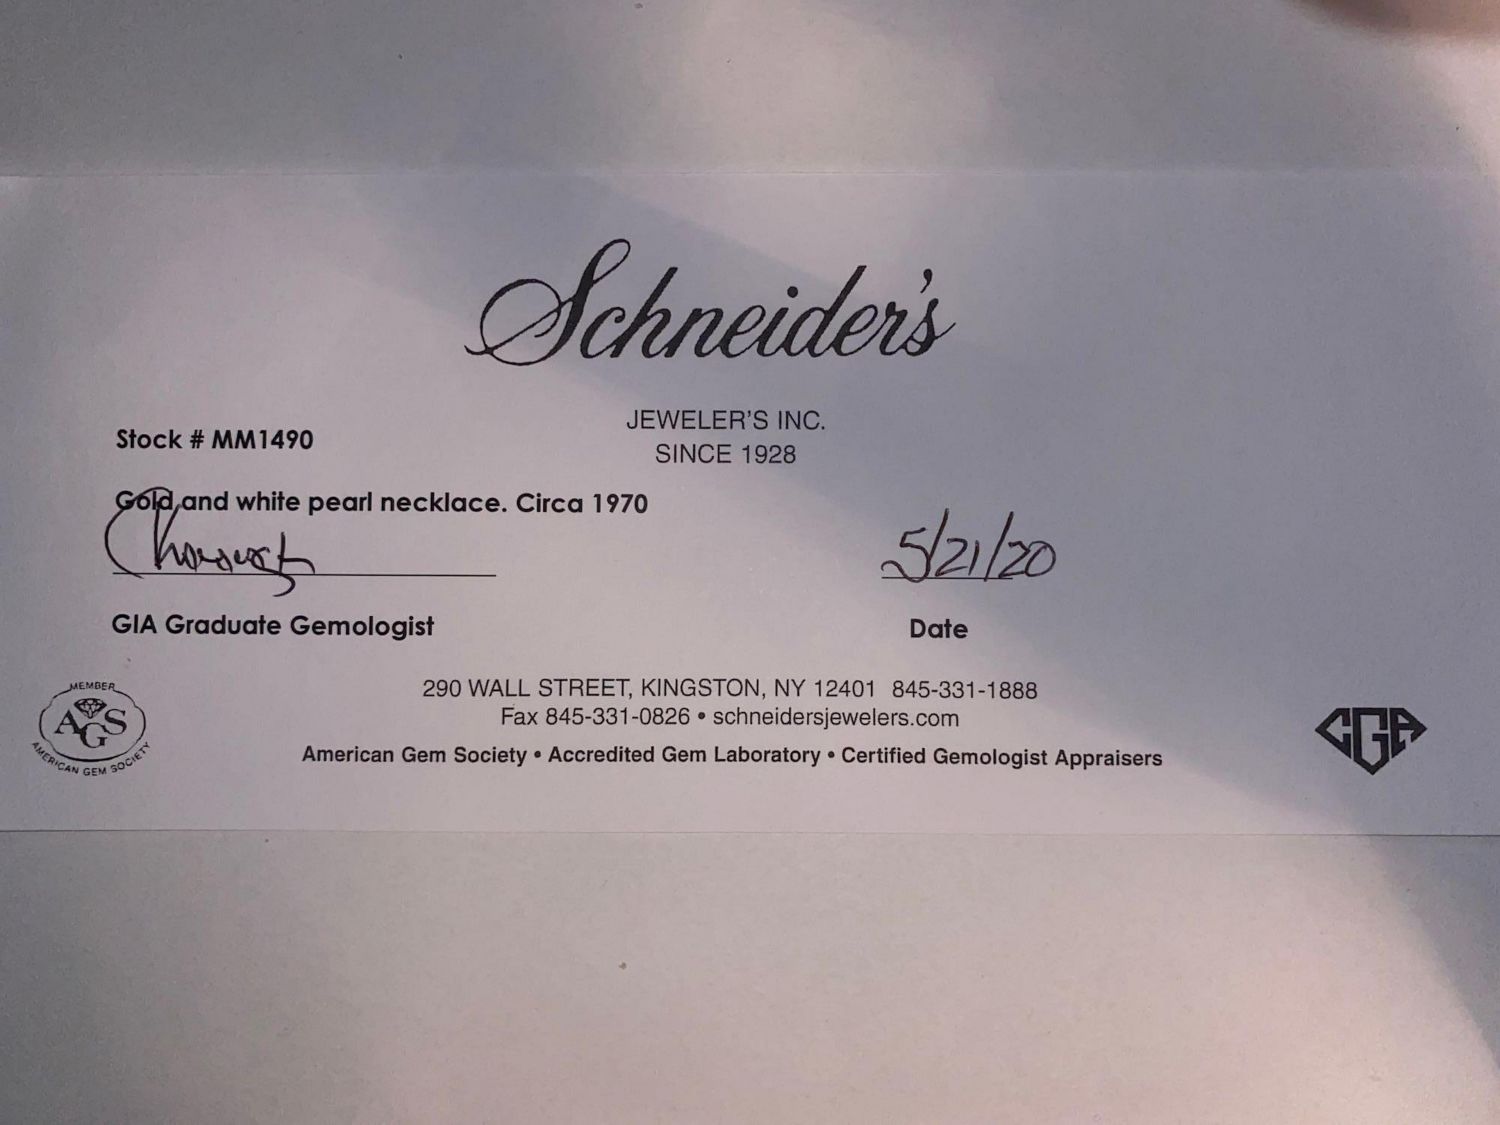 Schneider's
JEWELER'S INC.
SINCE 1928
Stock # MM1490
Gold and white pearl necklace. Circa 1970
5/21/20
GIA Graduate Gemologist
Date
290 WALL STREET, KINGSTON, NY 12401 845-331-1888
Fax 845-331-0826 • schneidersjewelers.com
American Gem Society • Accredited Gem Laboratory • Certified Gemologist Appraisers
MEMBER
AGS
AMERICAN GEM SOCIETY
CGA